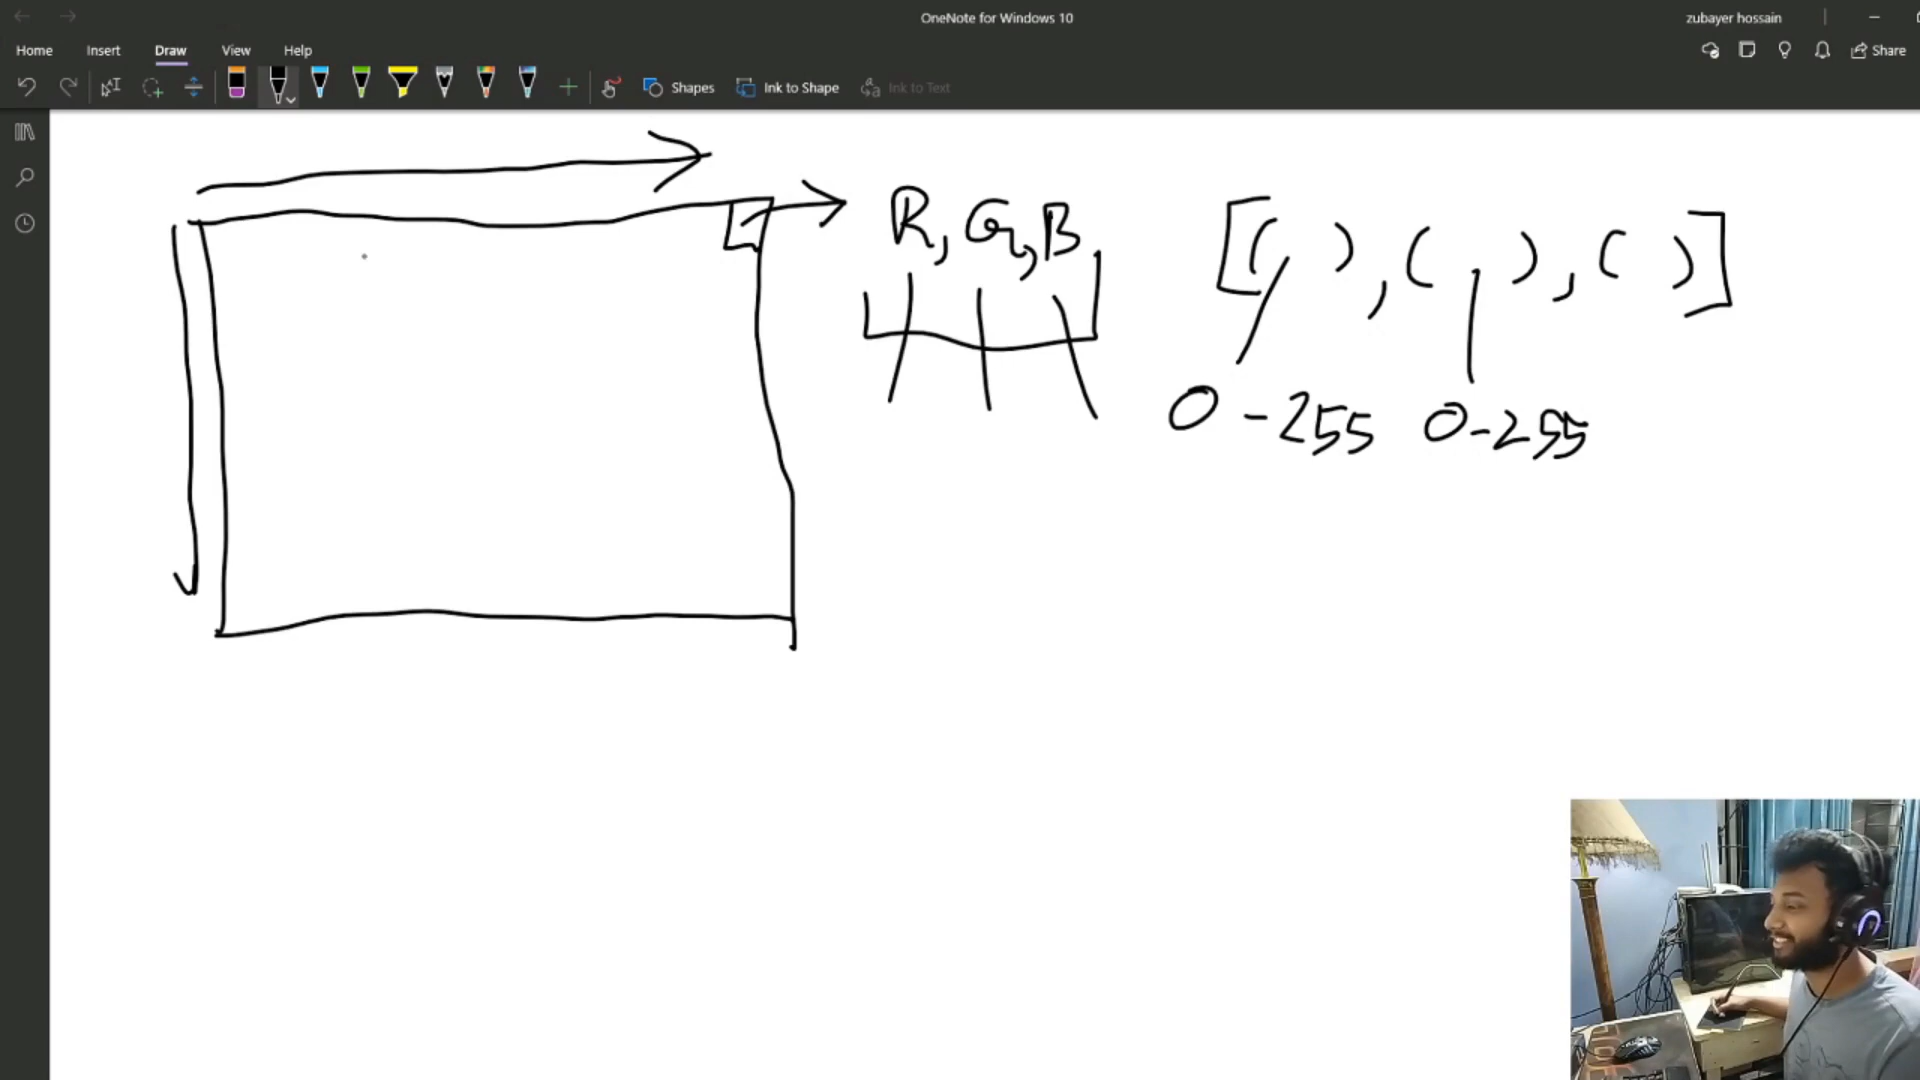 OneNote for Windows 10
zubayer hossain
Home Insert Draw View Help
Share
Shapes Ink to Shape Ink to Text
R, G, B
[( ), ( ), ( )]
0-255 0-255